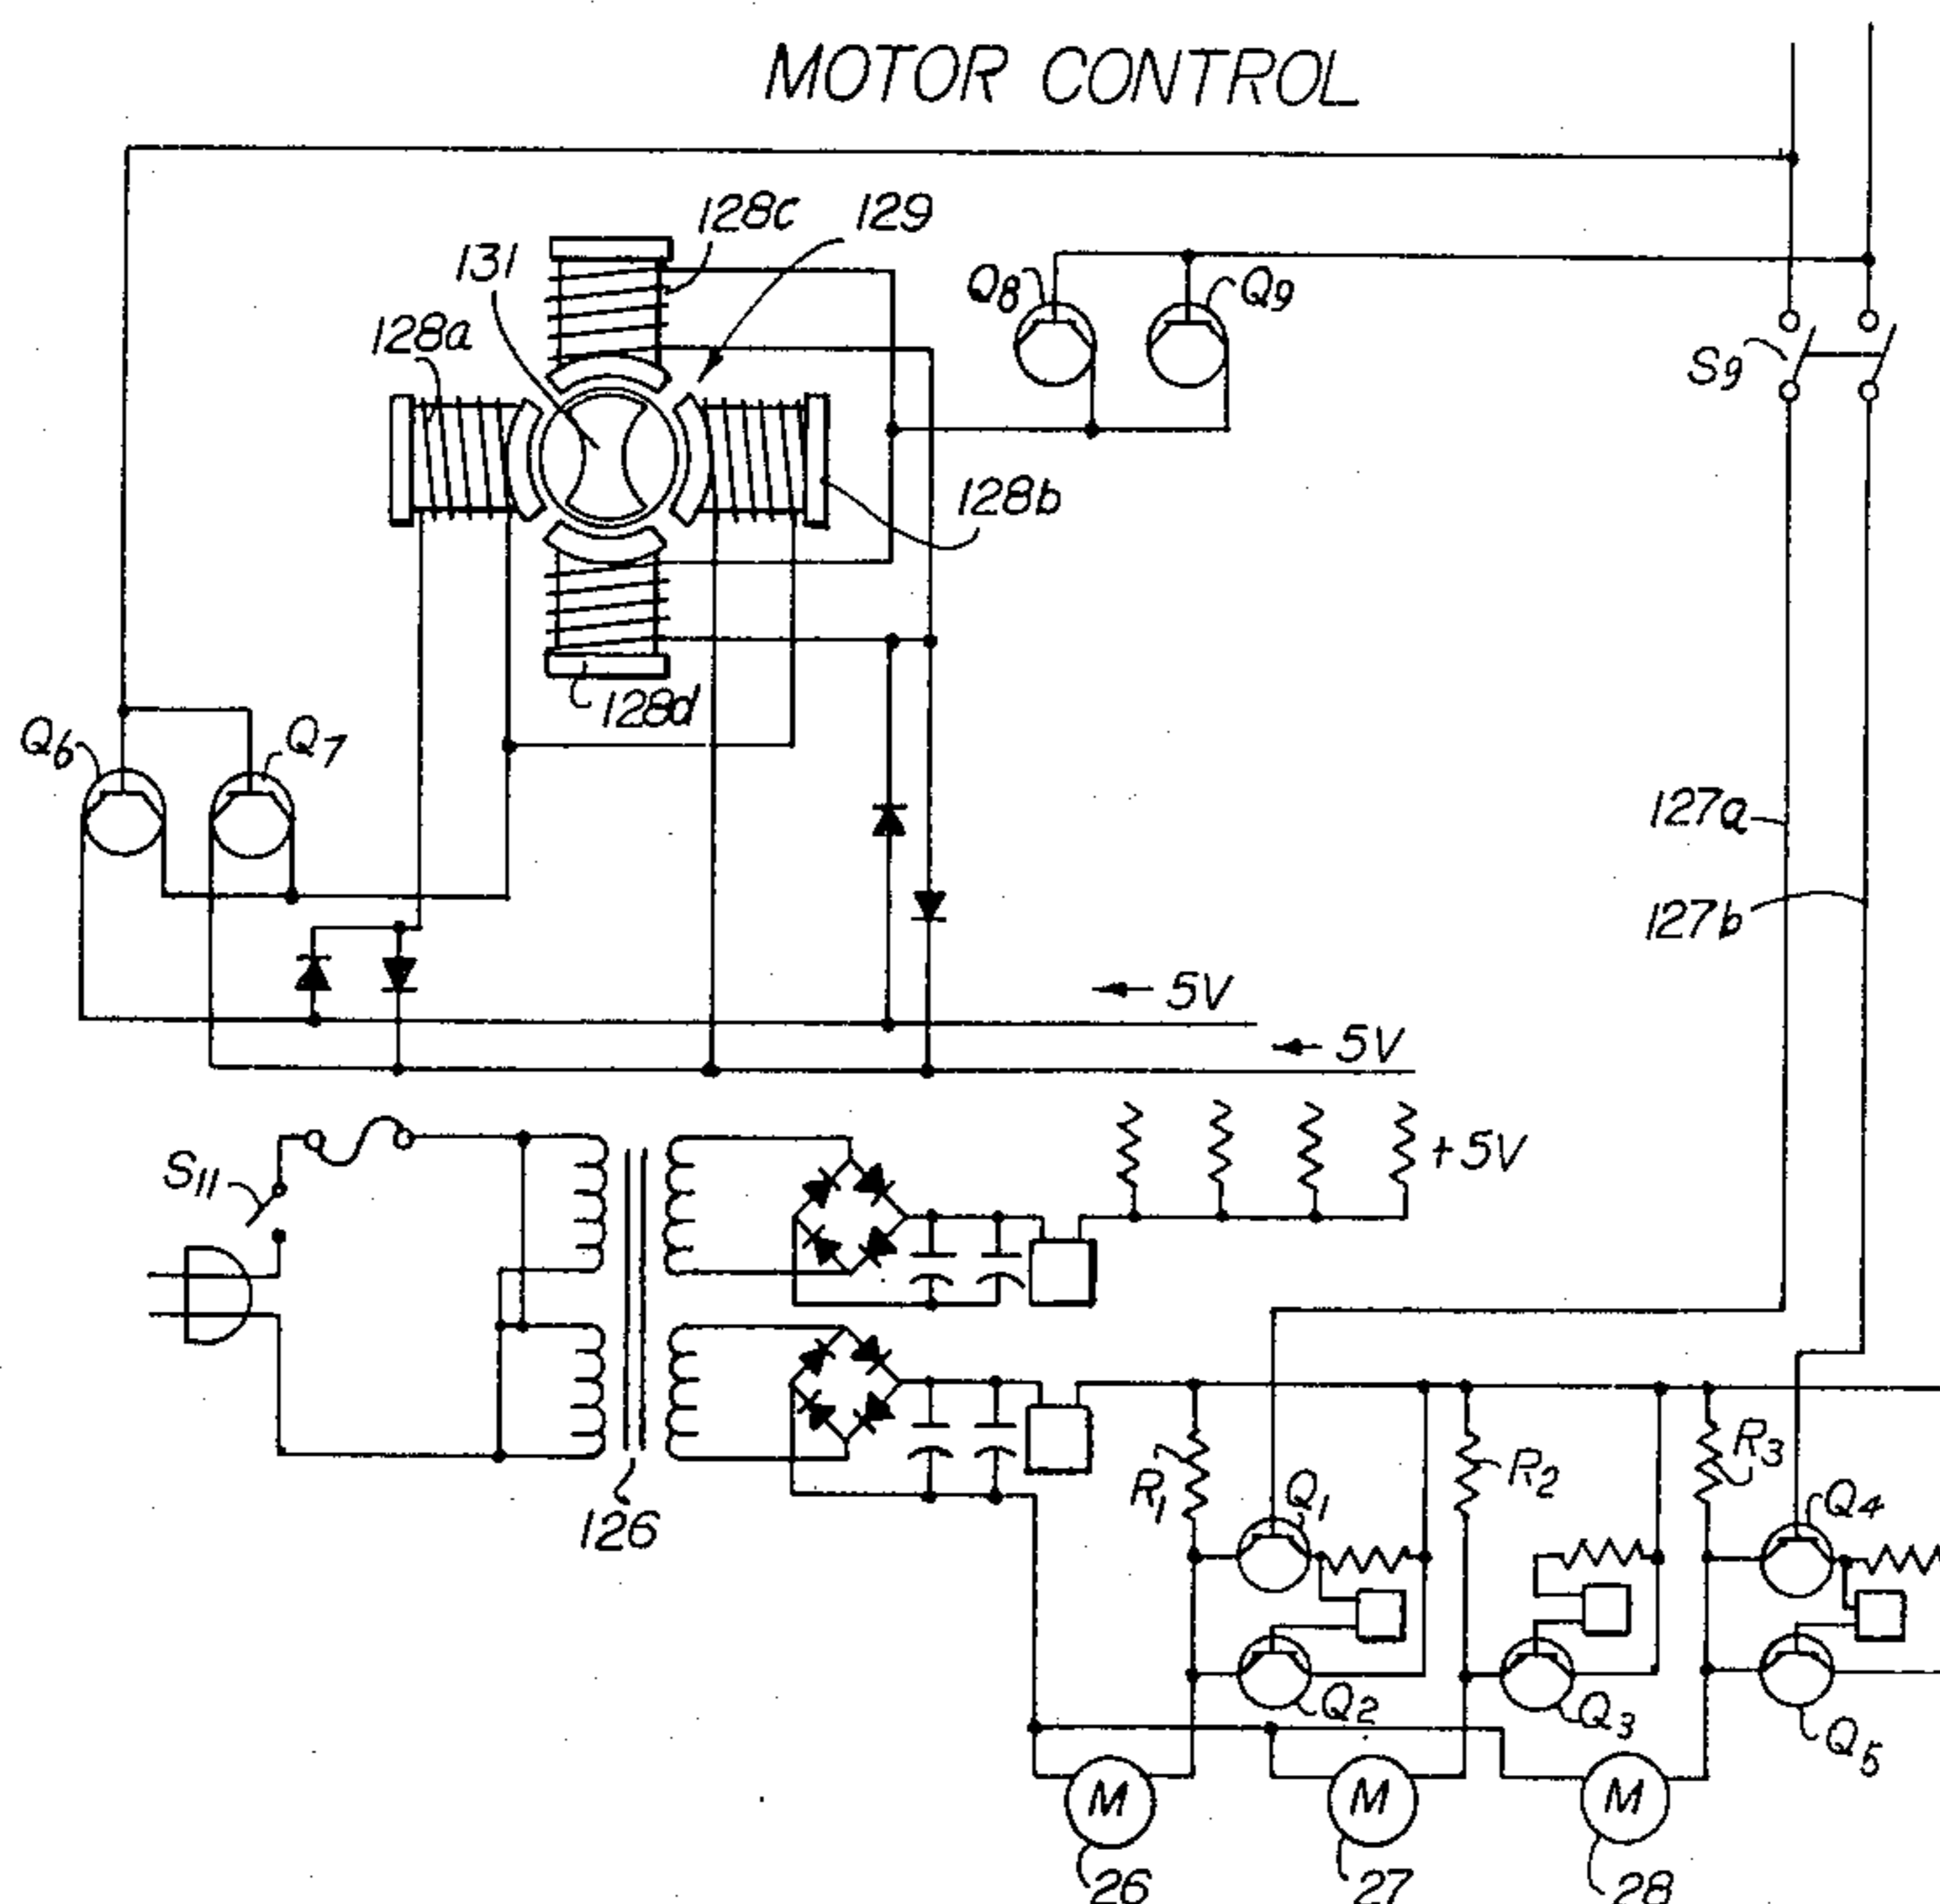 MOTOR CONTROL
128c
129
131
Q8
Q9
128a
S9
128b
128d
Q6
Q7
127a
127b
5V
5V
+5V
S11
R1
R2
R3
Q1
Q4
126
Q2
Q3
Q5
M
M
M
26
27
28